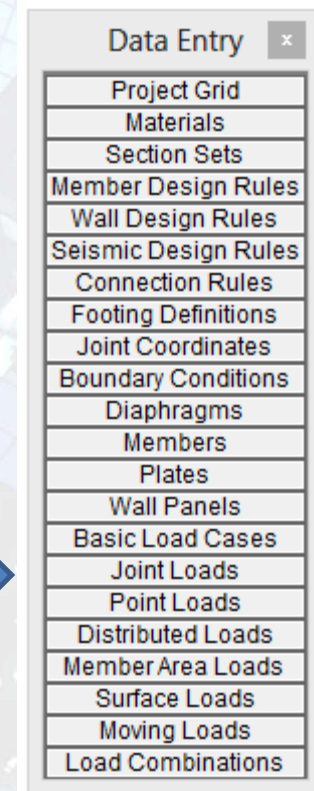 Data Entry x
Project Grid
Materials
Section Sets
Member Design Rules
Wall Design Rules
Seismic Design Rules
Connection Rules
Footing Definitions
Joint Coordinates
Boundary Conditions
Diaphragms
Members
Plates
Wall Panels
Basic Load Cases
Joint Loads
Point Loads
Distributed Loads
Member Area Loads
Surface Loads
Moving Loads
Load Combinations